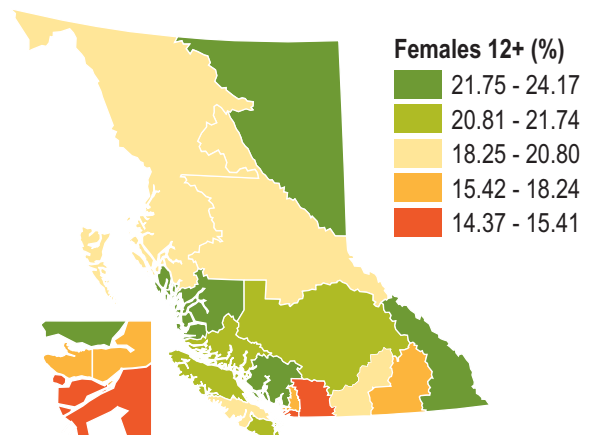 Females 12+ (%)
21.75 - 24.17
20.81 - 21.74
18.25 - 20.80
15.42 - 18.24
14.37 - 15.41